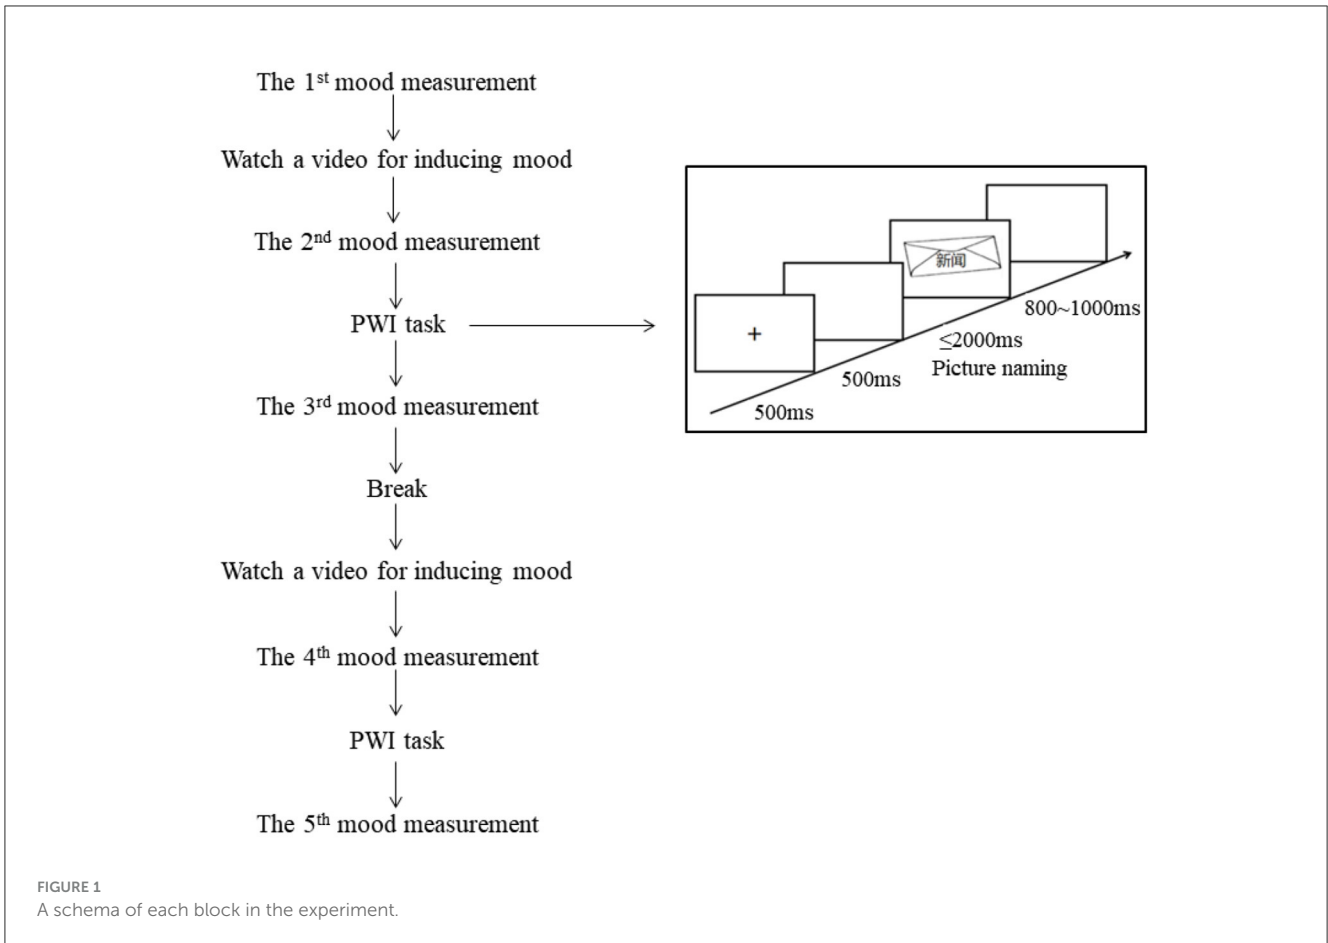 The 1st mood measurement
Watch a video for inducing mood
The 2nd mood measurement
PWI task
The 3rd mood measurement
Break
Watch a video for inducing mood
The 4th mood measurement
PWI task
The 5th mood measurement
+
新闻
500ms
500ms
≤2000ms
Picture naming
800~1000ms
FIGURE 1
A schema of each block in the experiment.